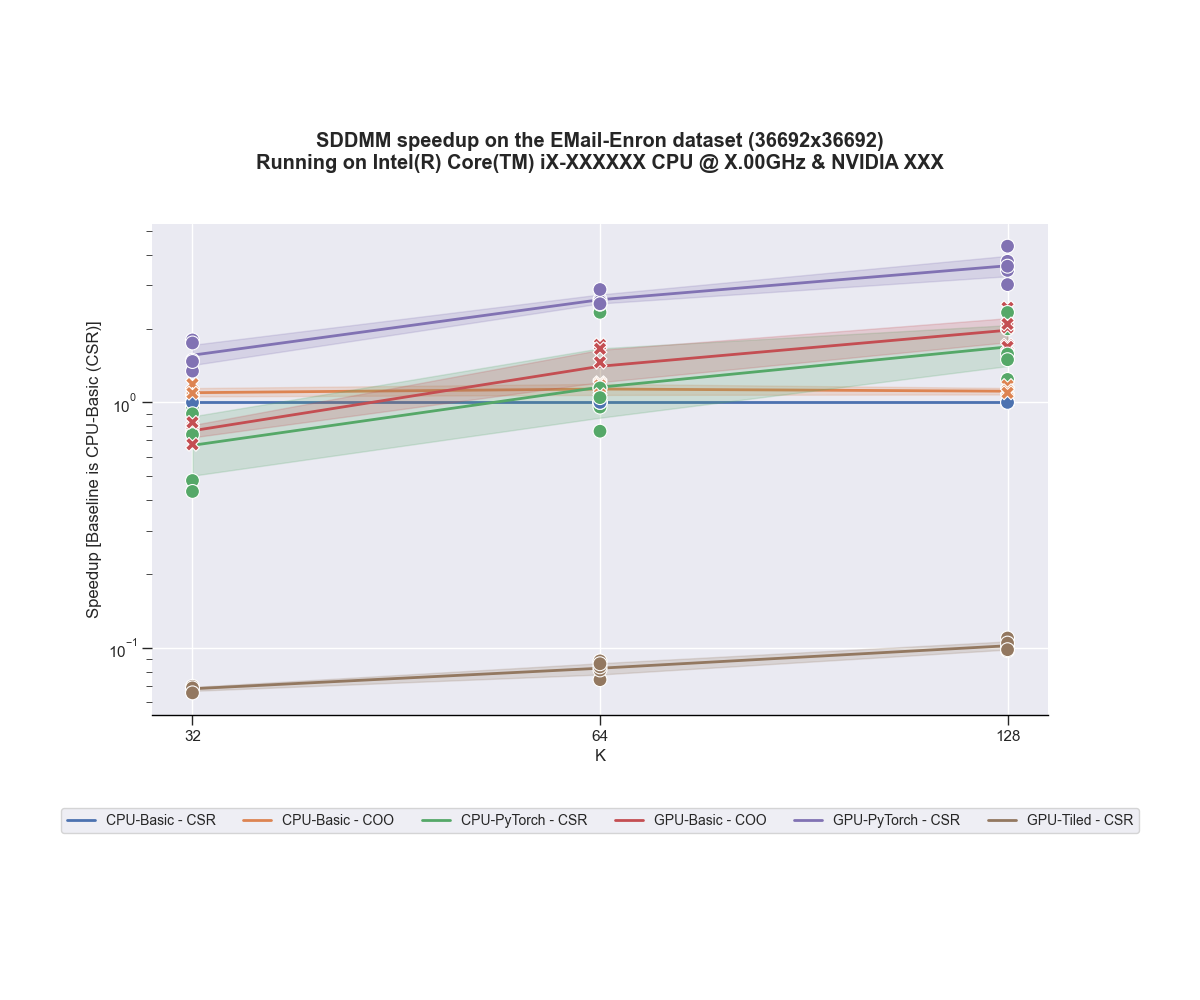 SDDMM speedup on the EMail-Enron dataset (36692x36692)
Running on Intel(R) Core(TM) iX-XXXXXX CPU @ X.00GHz & NVIDIA XXX
Speedup [Baseline is CPU-Basic (CSR)]
10^0
10^-1
32 64 128
K
CPU-Basic - CSR CPU-Basic - COO CPU-PyTorch - CSR GPU-Basic - COO GPU-PyTorch - CSR GPU-Tiled - CSR